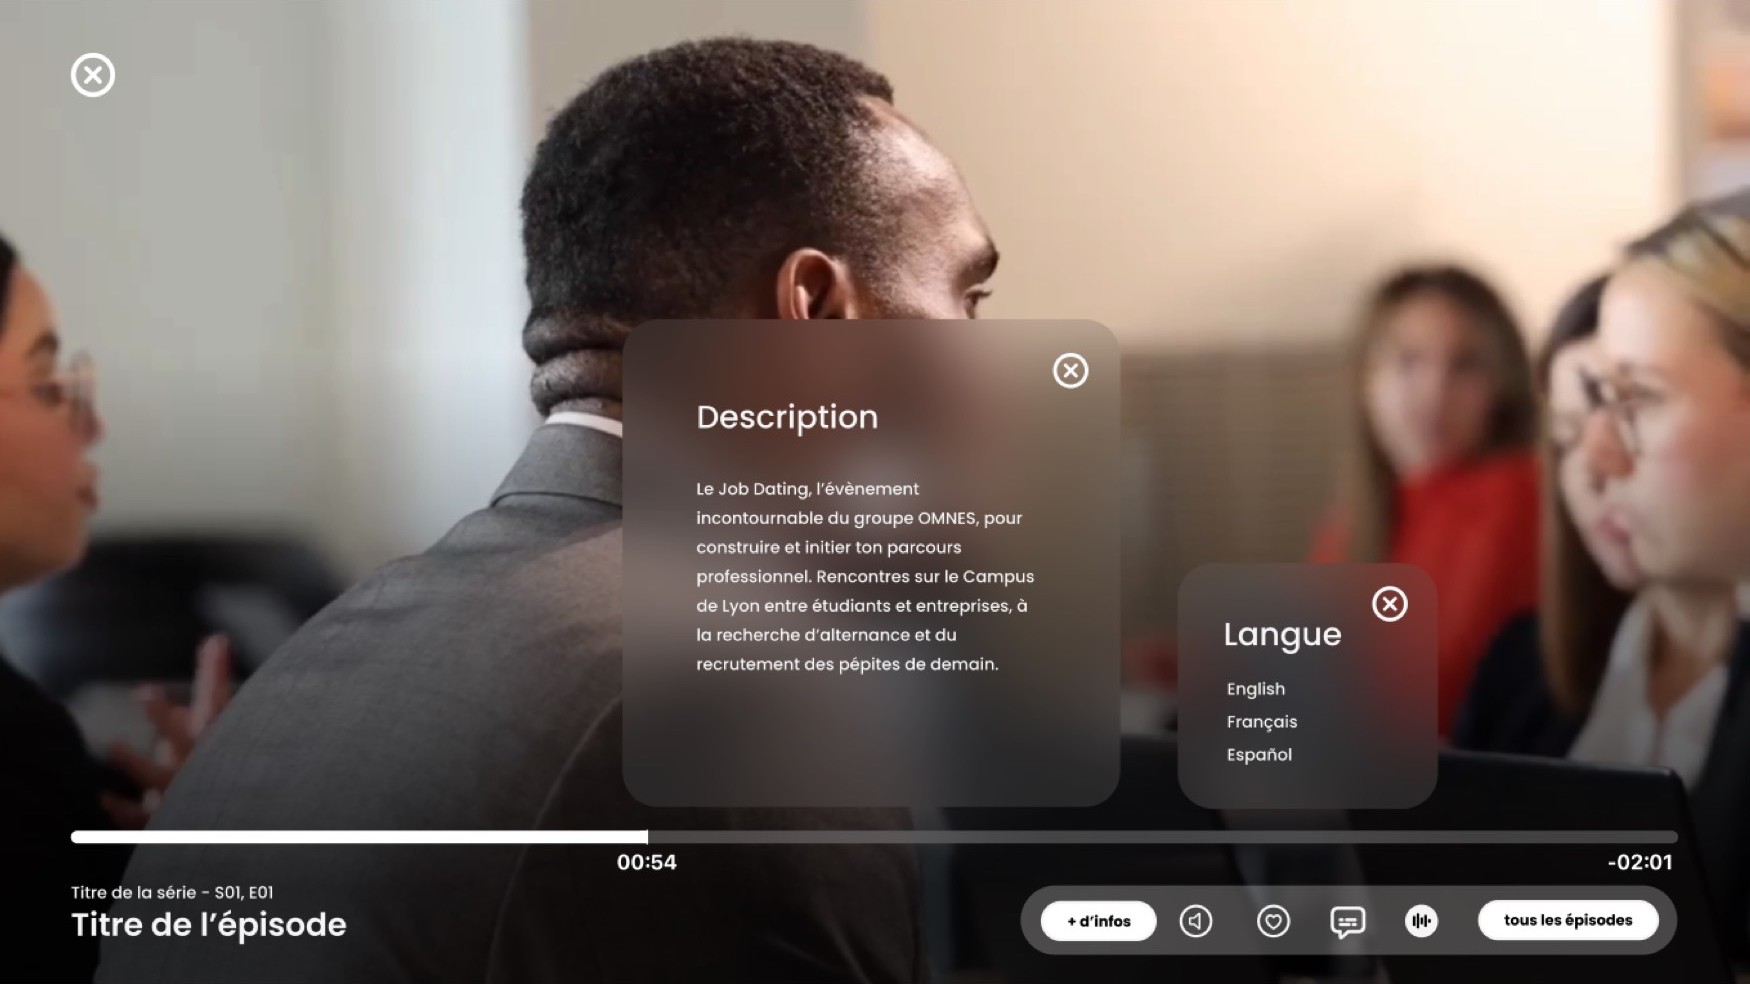 Description
Le Job Dating, l’évènement
incontournable du groupe OMNES, pour
construire et initier ton parcours
professionnel. Rencontres sur le Campus
de Lyon entre étudiants et entreprises, à
la recherche d’alternance et du
recrutement des pépites de demain.
Langue
English
Français
Español
00:54
-02:01
Titre de la série - S01, E01
Titre de l’épisode
+ d’infos
tous les épisodes